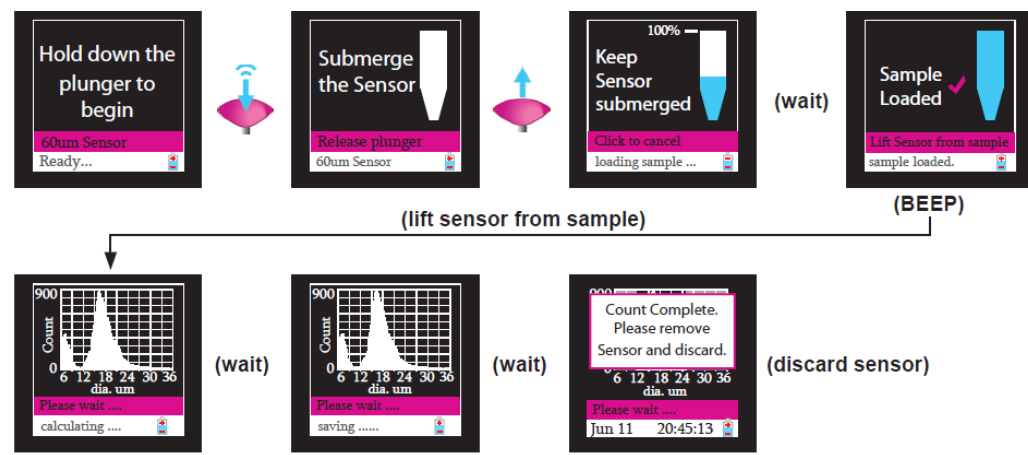 Hold down the
plunger to
begin
60um Sensor
Ready...
Submerge
the Sensor
Release plunger
60um Sensor
100%
Keep
Sensor
submerged
Click to cancel
loading sample ...
(wait)
Sample
Loaded
Lift Sensor from sample
sample loaded.
(BEEP)
(lift sensor from sample)
900
Count
0
6 12 18 24 30 36
dia. um
Please wait ....
calculating ....
(wait)
900
Count
0
6 12 18 24 30 36
dia. um
Please wait ....
saving ......
(wait)
900
Count Complete.
Please remove
Sensor and discard.
6 12 18 24 30 36
dia. um
Please wait ....
Jun 11 20:45:13
(discard sensor)